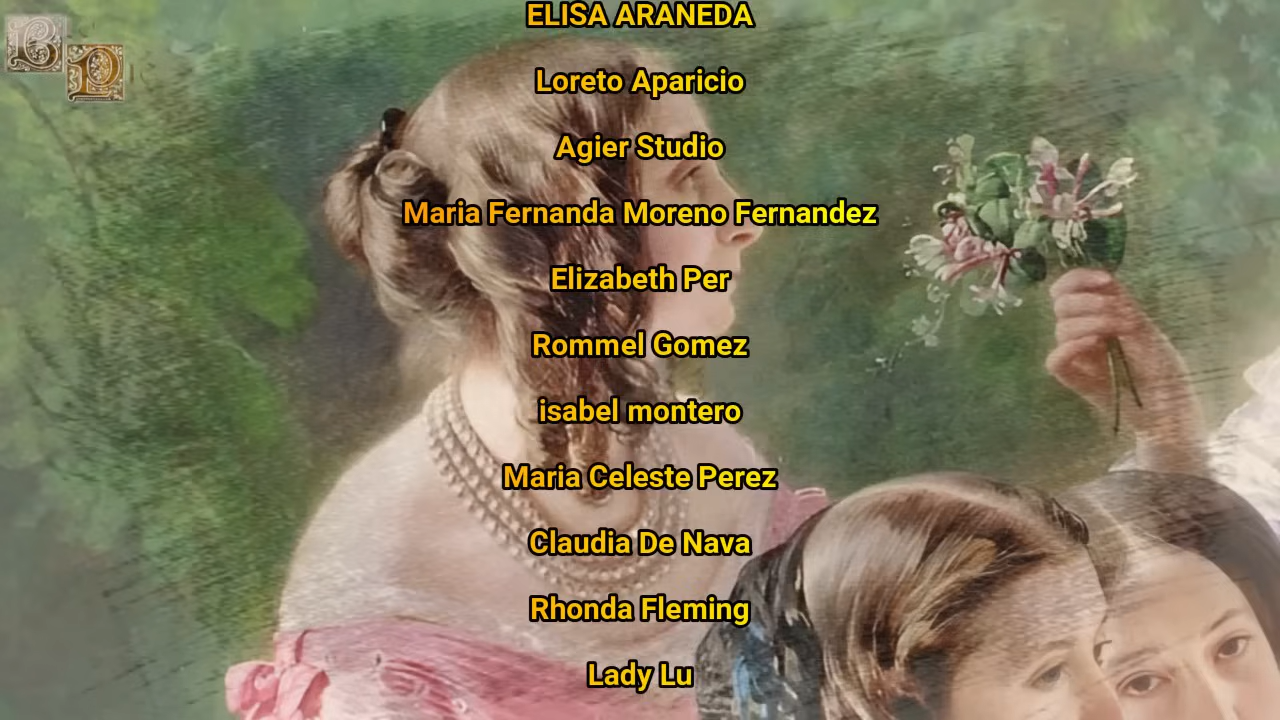 B
P
ELISA ARANEDA
Loreto Aparicio
Agier Studio
Maria Fernanda Moreno Fernandez
Elizabeth Per
Rommel Gomez
isabel montero
Maria Celeste Perez
Claudia De Nava
Rhonda Fleming
Lady Lu